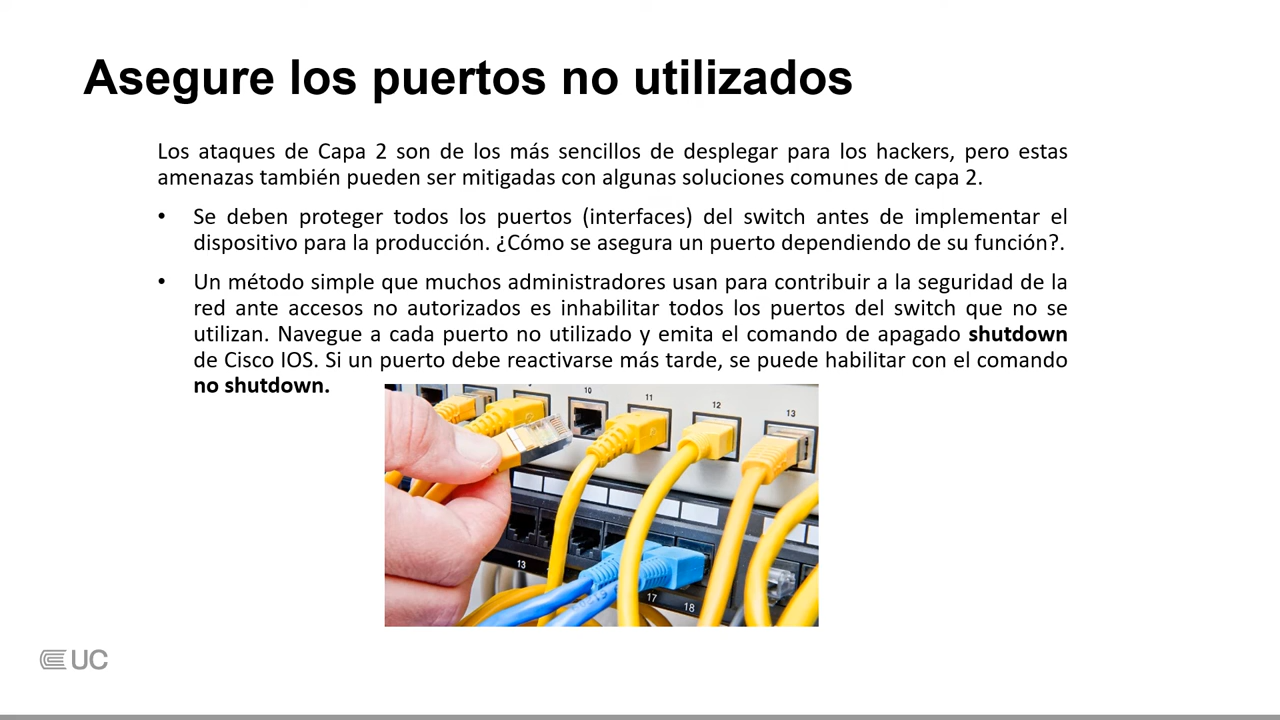 Asegure los puertos no utilizados
Los ataques de Capa 2 son de los más sencillos de desplegar para los hackers, pero estas
amenazas también pueden ser mitigadas con algunas soluciones comunes de capa 2.
• Se deben proteger todos los puertos (interfaces) del switch antes de implementar el
dispositivo para la producción. ¿Cómo se asegura un puerto dependiendo de su función?.
• Un método simple que muchos administradores usan para contribuir a la seguridad de la
red ante accesos no autorizados es inhabilitar todos los puertos del switch que no se
utilizan. Navegue a cada puerto no utilizado y emita el comando de apagado shutdown
de Cisco IOS. Si un puerto debe reactivarse más tarde, se puede habilitar con el comando
no shutdown.
10
11
12
13
13
17
18
UC